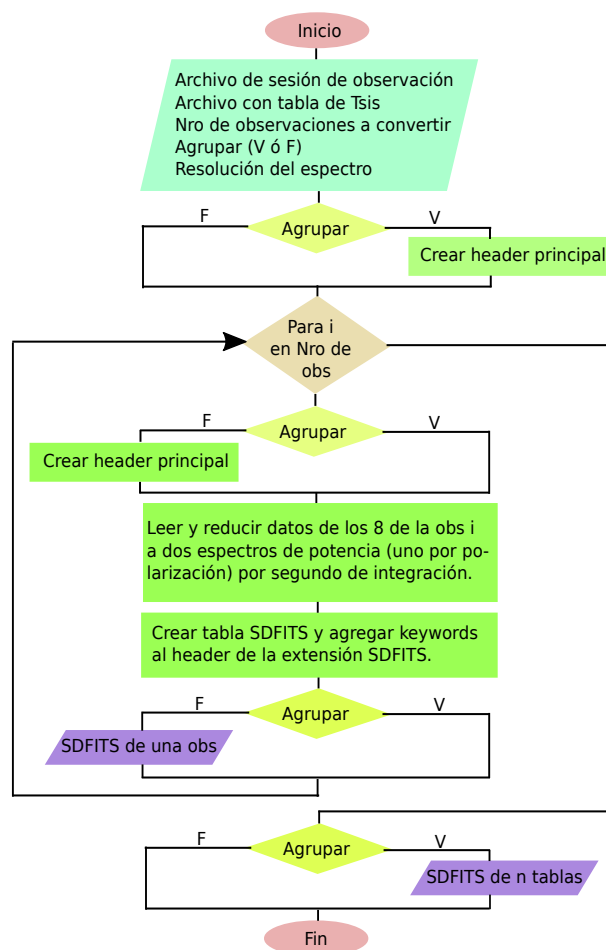 Inicio
Archivo de sesión de observación
Archivo con tabla de Tsis
Nro de observaciones a convertir
Agrupar (V ó F)
Resolución del espectro
F
V
Agrupar
Crear header principal
Para i
en Nro de
obs
F
V
Agrupar
Crear header principal
Leer y reducir datos de los 8 de la obs i
a dos espectros de potencia (uno por po-
larización) por segundo de integración.
Crear tabla SDFITS y agregar keywords
al header de la extensión SDFITS.
F
V
Agrupar
SDFITS de una obs
F
V
Agrupar
SDFITS de n tablas
Fin